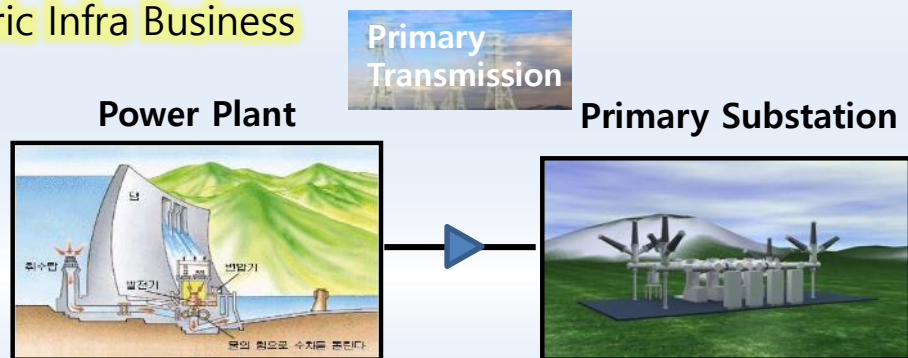 ric Infra Business
Primary
Transmission
Power Plant
Primary Substation
댐
취수탑
변압기
발전기
물의 힘으로 수차를 돌린다.